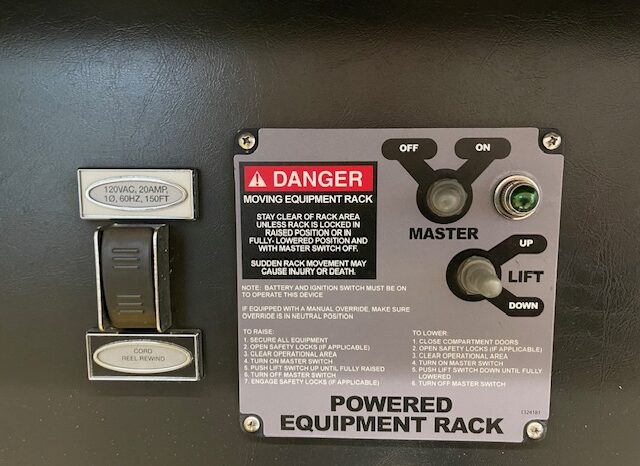 120VAC, 20AMP,
1Ø, 60HZ, 150FT
CORD
REEL REWIND
DANGER
MOVING EQUIPMENT RACK
STAY CLEAR OF RACK AREA
UNLESS RACK IS LOCKED IN
RAISED POSITION OR IN
FULLY- LOWERED POSITION AND
WITH MASTER SWITCH OFF.
SUDDEN RACK MOVEMENT MAY
CAUSE INJURY OR DEATH.
OFF
ON
MASTER
UP
LIFT
DOWN
NOTE: BATTERY AND IGNITION SWITCH MUST BE ON
TO OPERATE THIS DEVICE
IF EQUIPPED WITH A MANUAL OVERRIDE, MAKE SURE
OVERRIDE IS IN NEUTRAL POSITION
TO RAISE:
1. SECURE ALL EQUIPMENT
2. OPEN SAFETY LOCKS (IF APPLICABLE)
3. CLEAR OPERATIONAL AREA
4. TURN ON MASTER SWITCH
5. PUSH LIFT SWITCH UP UNTIL FULLY RAISED
6. TURN OFF MASTER SWITCH
7. ENGAGE SAFETY LOCKS (IF APPLICABLE)
TO LOWER:
1. CLOSE COMPARTMENT DOORS
2. OPEN SAFETY LOCKS (IF APPLICABLE)
3. CLEAR OPERATIONAL AREA
4. TURN ON MASTER SWITCH
5. PUSH LIFT SWITCH DOWN UNTIL FULLY
LOWERED
6. TURN OFF MASTER SWITCH
POWERED
EQUIPMENT RACK